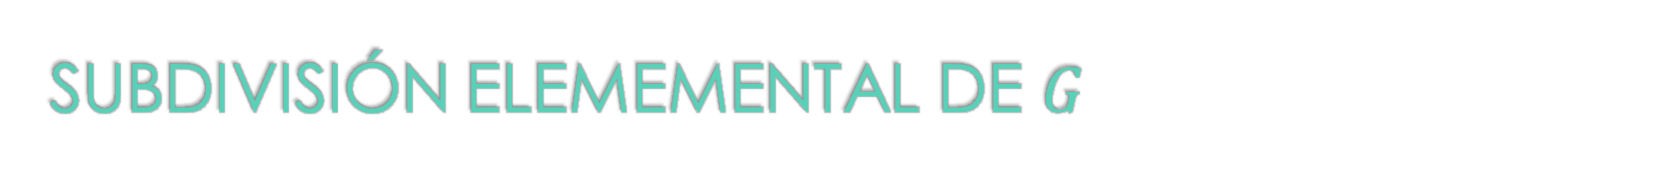 SUBDIVISIÓN ELEMEMENTAL DE G